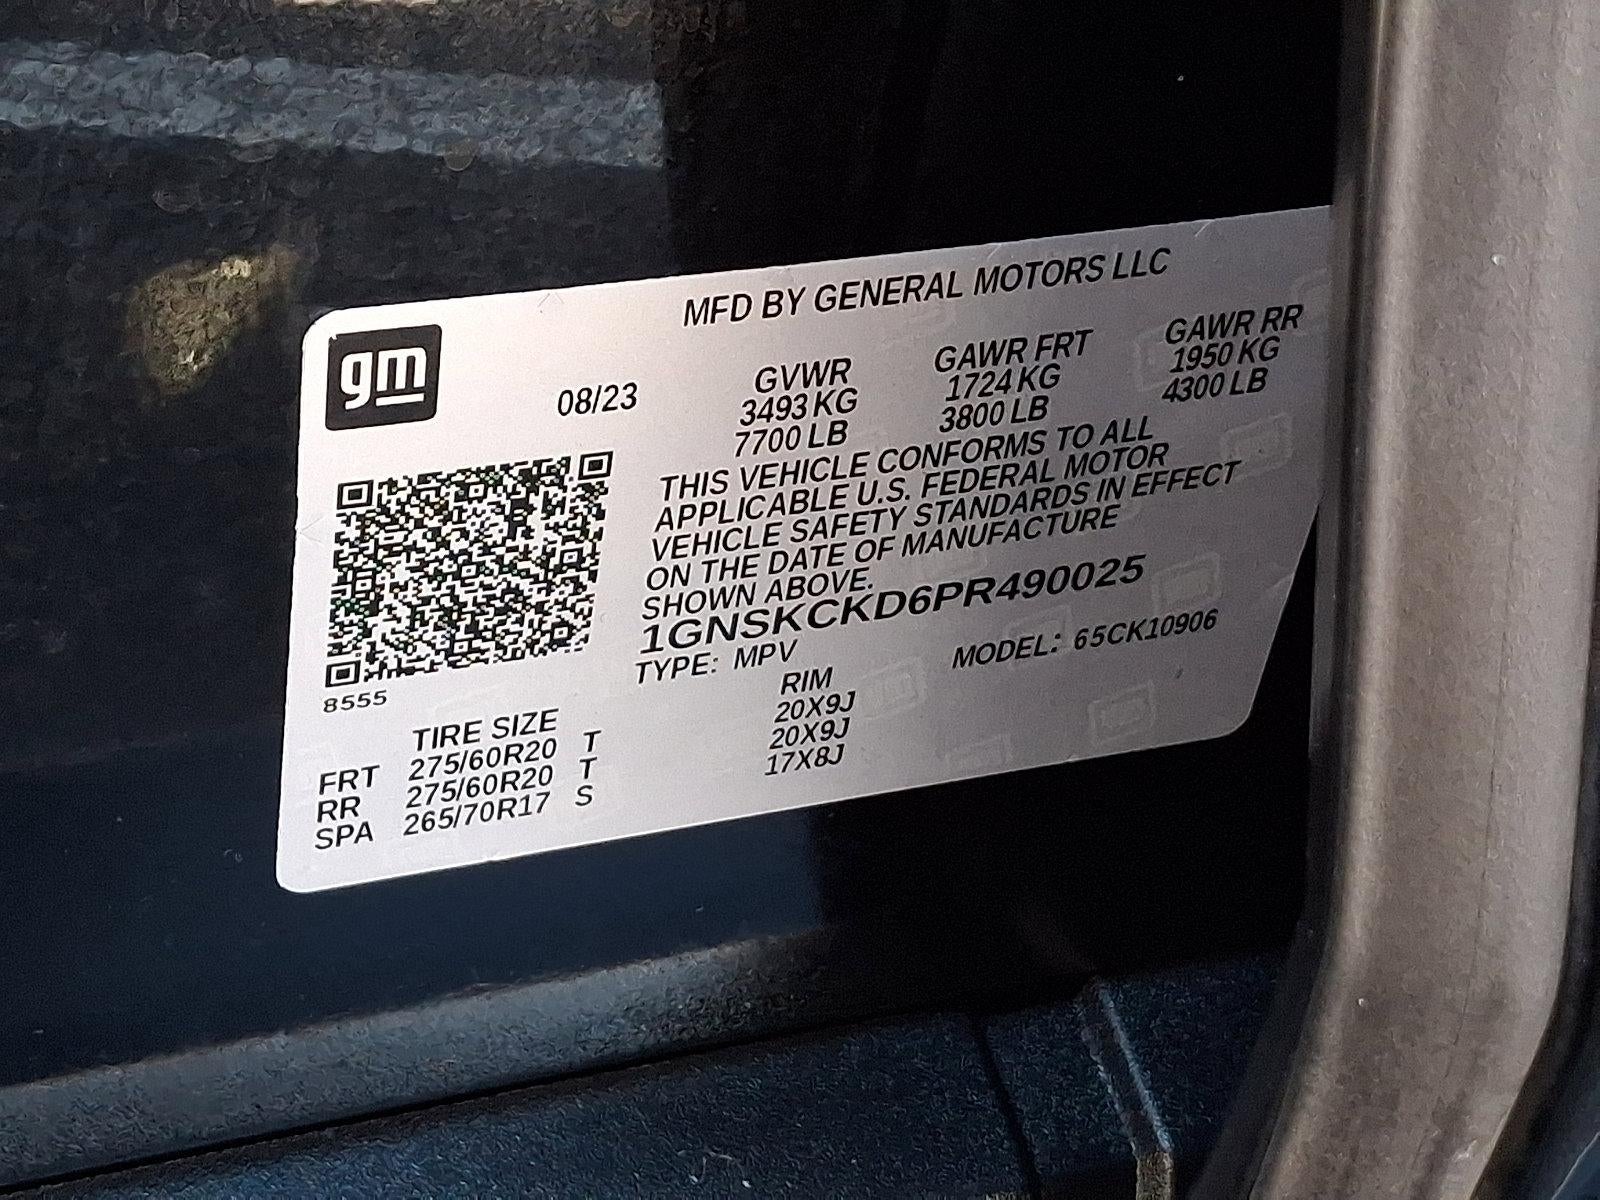 MFD BY GENERAL MOTORS LLC
gm
08/23
GVWR GAWR FRT GAWR RR
3493 KG 1724 KG 1950 KG
7700 LB 3800 LB 4300 LB
THIS VEHICLE CONFORMS TO ALL
APPLICABLE U.S. FEDERAL MOTOR
VEHICLE SAFETY STANDARDS IN EFFECT
ON THE DATE OF MANUFACTURE
SHOWN ABOVE.
1GNSKCKD6PR490025
TYPE: MPV MODEL: 65CK10906
8555
TIRE SIZE RIM
FRT 275/60R20 T 20X9J
RR 275/60R20 T 20X9J
SPA 265/70R17 S 17X8J